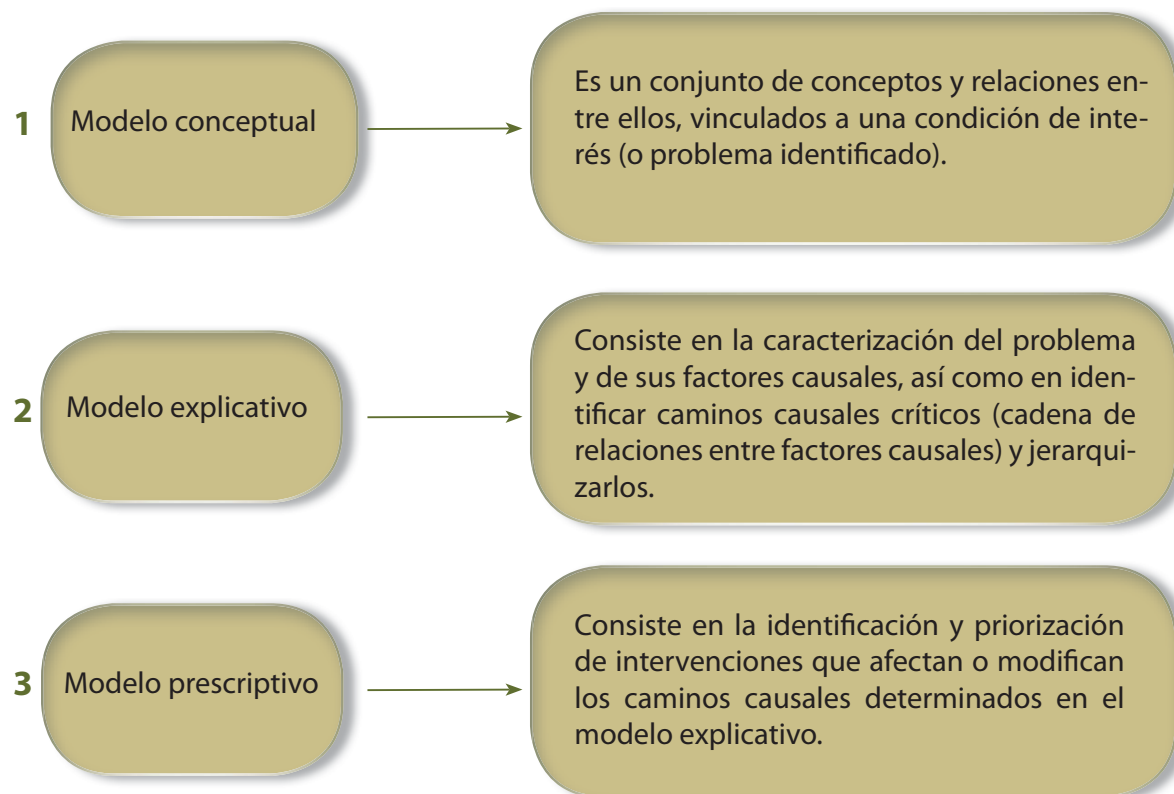 1
Modelo conceptual
Es un conjunto de conceptos y relaciones en-
tre ellos, vinculados a una condición de inte-
rés (o problema identificado).
2
Modelo explicativo
Consiste en la caracterización del problema
y de sus factores causales, así como en iden-
tificar caminos causales críticos (cadena de
relaciones entre factores causales) y jerarqui-
zarlos.
3
Modelo prescriptivo
Consiste en la identificación y priorización
de intervenciones que afectan o modifican
los caminos causales determinados en el
modelo explicativo.